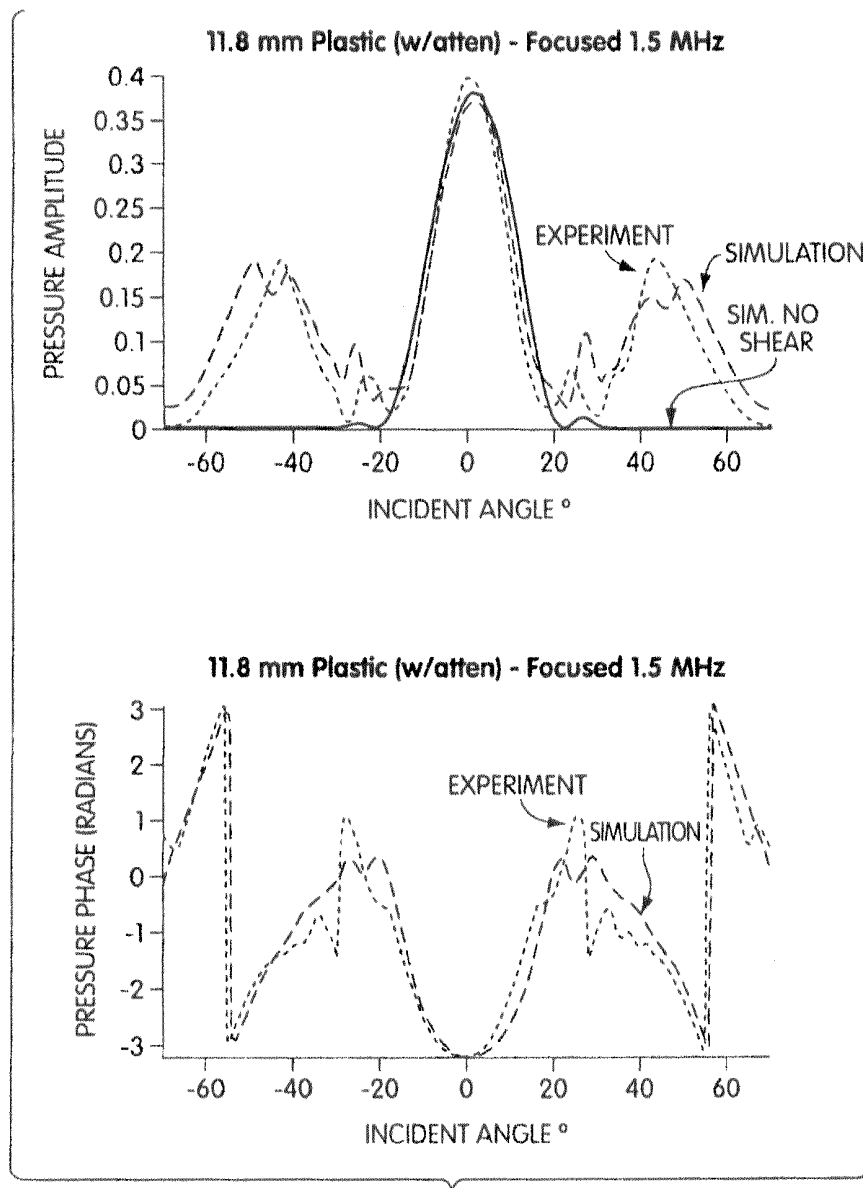 11.8 mm Plastic (w/atten) - Focused 1.5 MHz
PRESSURE AMPLITUDE
0.4
0.35
0.3
0.25
0.2
0.15
0.1
0.05
0
EXPERIMENT
SIMULATION
SIM. NO
SHEAR
-60 -40 -20 0 20 40 60
INCIDENT ANGLE º
11.8 mm Plastic (w/atten) - Focused 1.5 MHz
PRESSURE PHASE (RADIANS)
3
2
1
0
-1
-2
-3
EXPERIMENT
SIMULATION
-60 -40 -20 0 20 40 60
INCIDENT ANGLE º